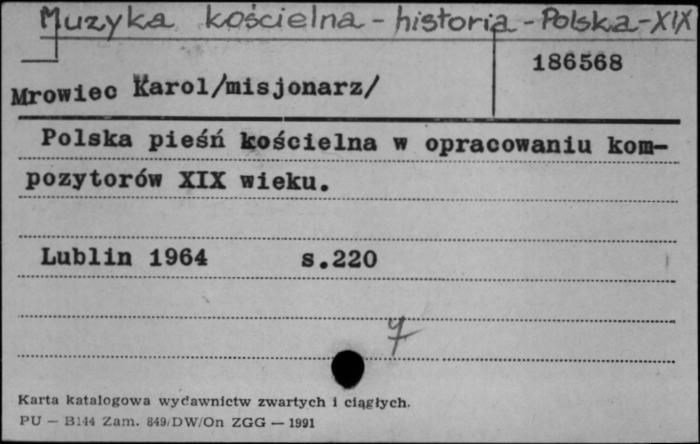 Muzyka kościelna - historia - Polska - XIX
186568
Mrowiec Karol/misjonarz/
Polska pieśń kościelna w opracowaniu kom-
pozytorów XIX wieku.
Lublin 1964 s.220
7
Karta katalogowa wydawnictw zwartych i ciągłych.
PU — B144 Zam. 849/DW/On ZGG — 1991